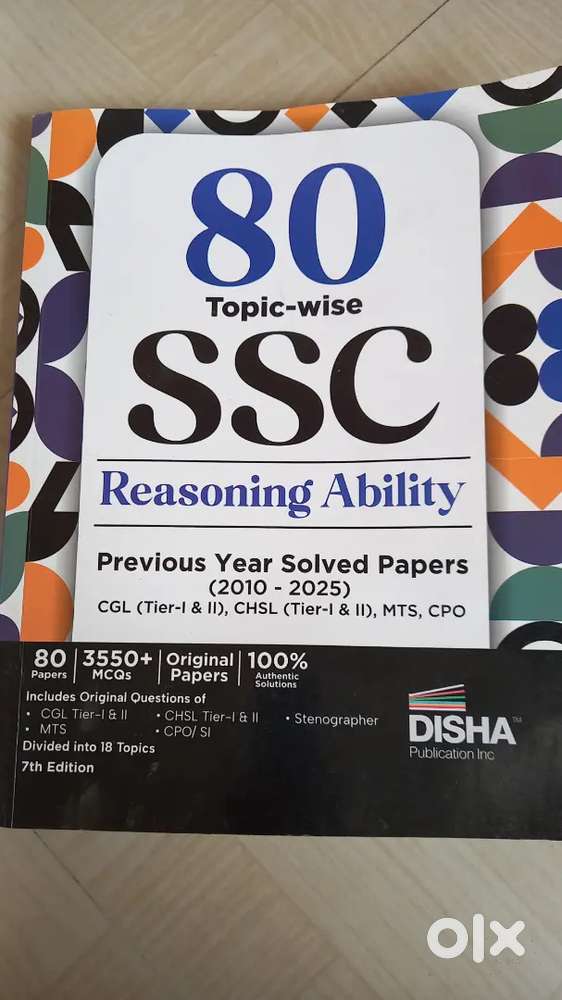 80
Topic-wise
SSC
Reasoning Ability
Previous Year Solved Papers
(2010 - 2025)
CGL (Tier-I & II), CHSL (Tier-I & II), MTS, CPO
80 Papers | 3550+ MCQs | Original Papers | 100% Authentic Solutions
Includes Original Questions of
• CGL Tier-I & II • CHSL Tier-I & II • Stenographer
• MTS • CPO/ SI
Divided into 18 Topics
7th Edition
DISHA™
Publication Inc
olx